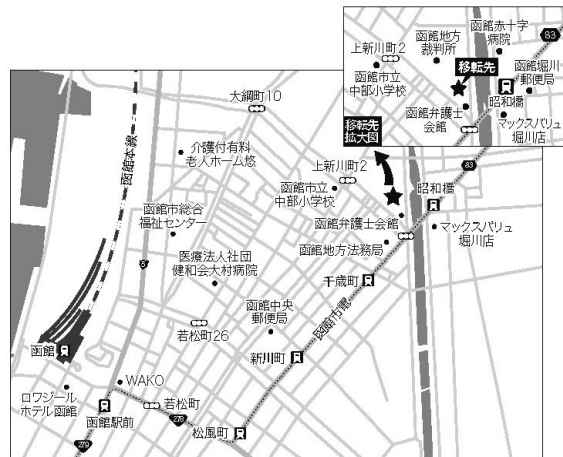 函館赤十字
病院
83
上新川町2
函館地方
裁判所
移転先
函館市立
中部小学校
函館堀川
郵便局
昭和橋
函館弁護士
会館
マックスバリュ
堀川店
大縄町10
函館本線
移転先
拡大図
介護付有料
老人ホーム悠
上新川町2
83
函館市立
中部小学校
昭和橋
函館市総合
福祉センター
函館弁護士会館
マックスバリュ
堀川店
函館地方法務局
医療法人社団
健和会大村病院
5
千歳町
函館市電
若松町26
函館中央
郵便局
函館
新川町
WAKO
ロワジール
ホテル函館
若松町
函館駅前
278
松風町
279